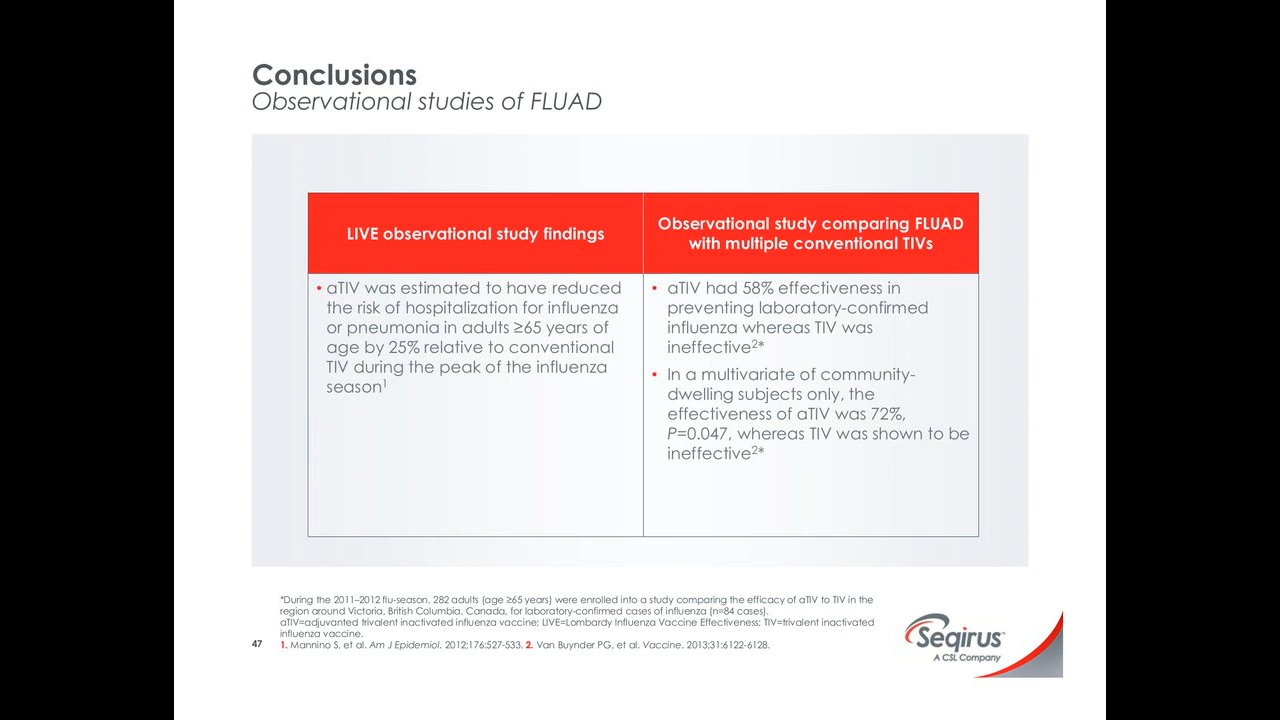 Conclusions
Observational studies of FLUAD
LIVE observational study findings
Observational study comparing FLUAD
with multiple conventional TIVs
• aTIV was estimated to have reduced
the risk of hospitalization for influenza
or pneumonia in adults ≥65 years of
age by 25% relative to conventional
TIV during the peak of the influenza
season¹
• aTIV had 58% effectiveness in
preventing laboratory-confirmed
influenza whereas TIV was
ineffective²*
• In a multivariate of community-
dwelling subjects only, the
effectiveness of aTIV was 72%,
P=0.047, whereas TIV was shown to be
ineffective²*
*During the 2011–2012 flu-season, 282 adults (age ≥65 years) were enrolled into a study comparing the efficacy of aTIV to TIV in the
region around Victoria, British Columbia, Canada, for laboratory-confirmed cases of influenza (n=84 cases).
aTIV=adjuvanted trivalent inactivated influenza vaccine; LIVE=Lombardy Influenza Vaccine Effectiveness; TIV=trivalent inactivated
influenza vaccine.
47
1. Mannino S, et al. Am J Epidemiol. 2012;176:527-533. 2. Van Buynder PG, et al. Vaccine. 2013;31:6122-6128.
Seqirus™
A CSL Company